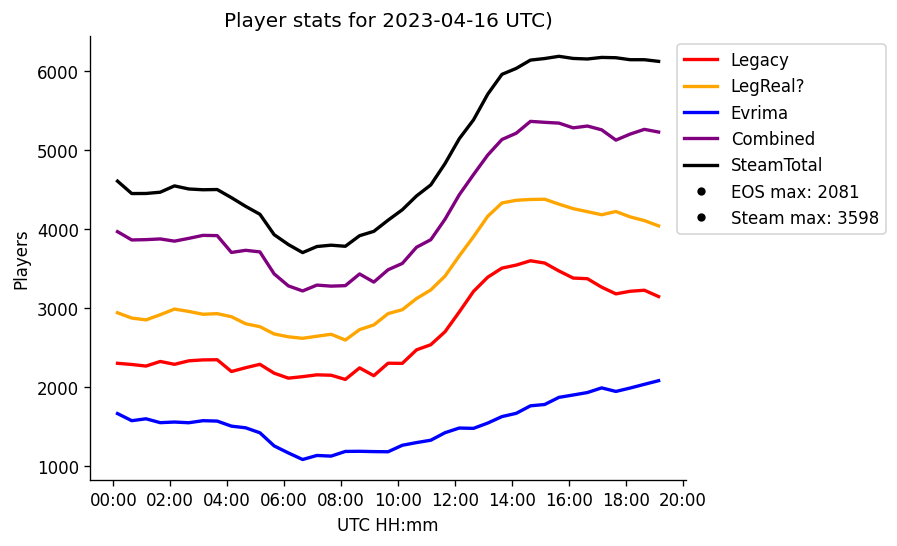 Player stats for 2023-04-16 UTC)
Legacy
LegReal?
Evrima
Combined
SteamTotal
EOS max: 2081
Steam max: 3598
Players
6000
5000
4000
3000
2000
1000
00:00 02:00 04:00 06:00 08:00 10:00 12:00 14:00 16:00 18:00 20:00
UTC HH:mm